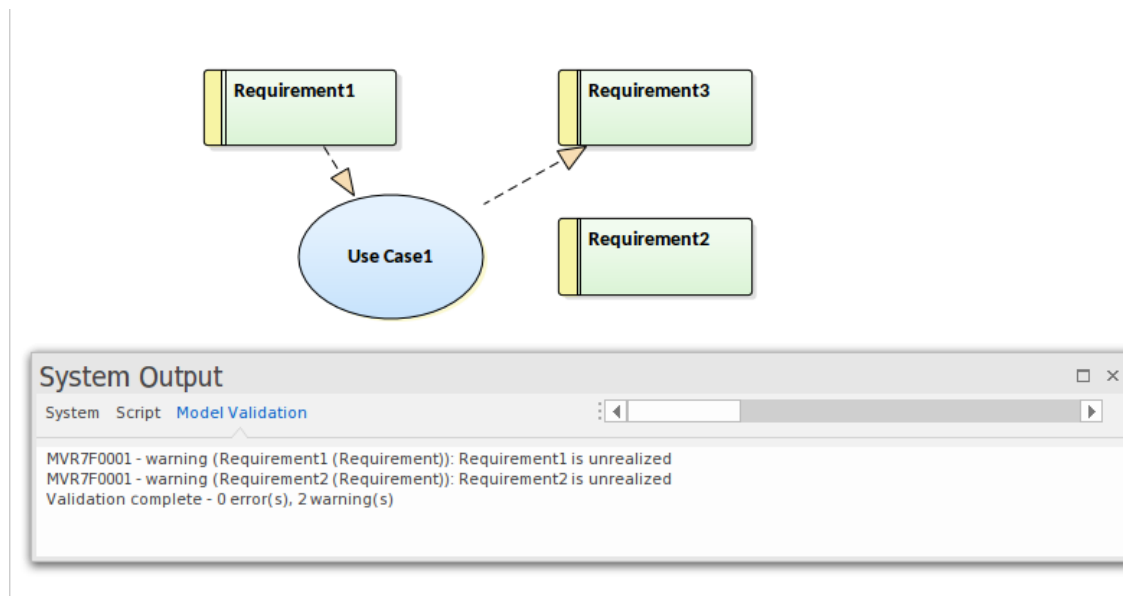 Requirement1
Requirement3
Requirement2
Use Case1
System Output
System Script Model Validation
MVR7F0001 - warning (Requirement1 (Requirement)): Requirement1 is unrealized
MVR7F0001 - warning (Requirement2 (Requirement)): Requirement2 is unrealized
Validation complete - 0 error(s), 2 warning(s)